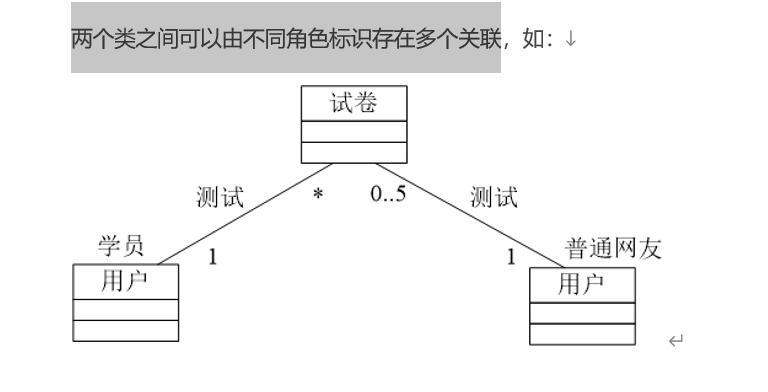 两个类之间可以由不同角色标识存在多个关联，如：↓
试卷
测试
*
0..5
测试
学员
1
1
普通网友
用户
用户